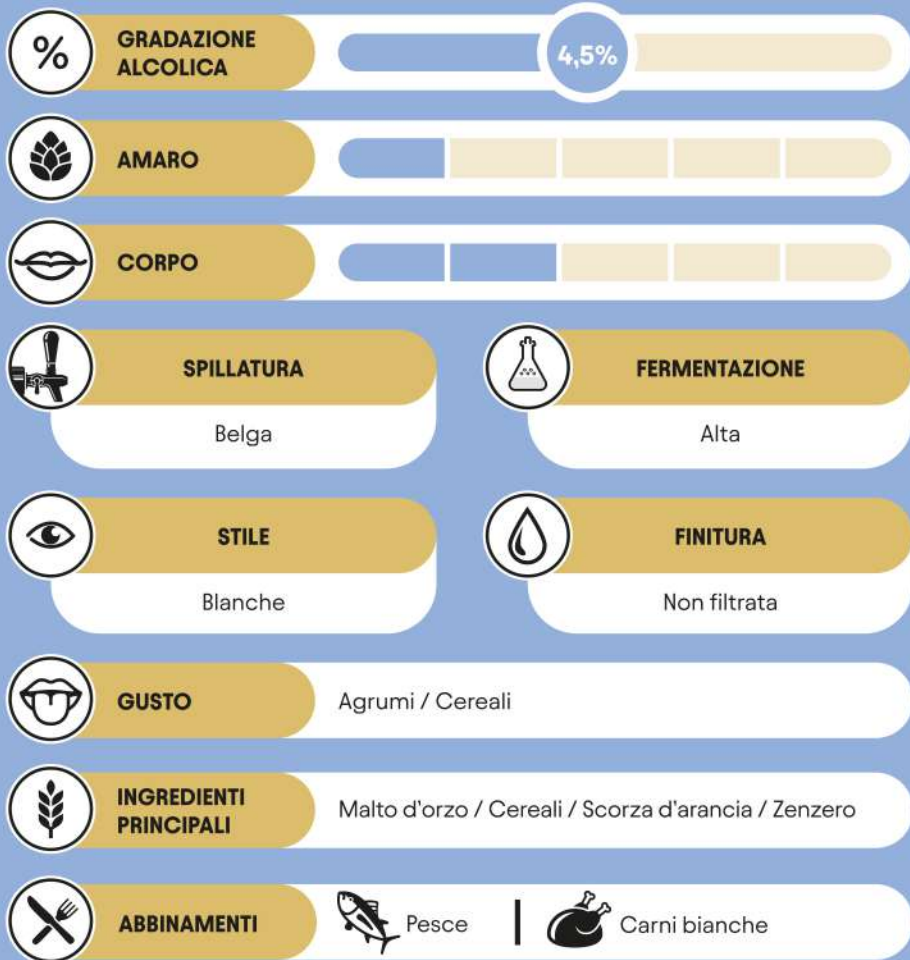 %
GRADAZIONE
ALCOLICA
4,5%
AMARO
CORPO
SPILLATURA
Belga
FERMENTAZIONE
Alta
STILE
Blanche
FINITURA
Non filtrata
GUSTO
Agrumi / Cereali
INGREDIENTI
PRINCIPALI
Malto d'orzo / Cereali / Scorza d'arancia / Zenzero
ABBINAMENTI
Pesce
Carni bianche